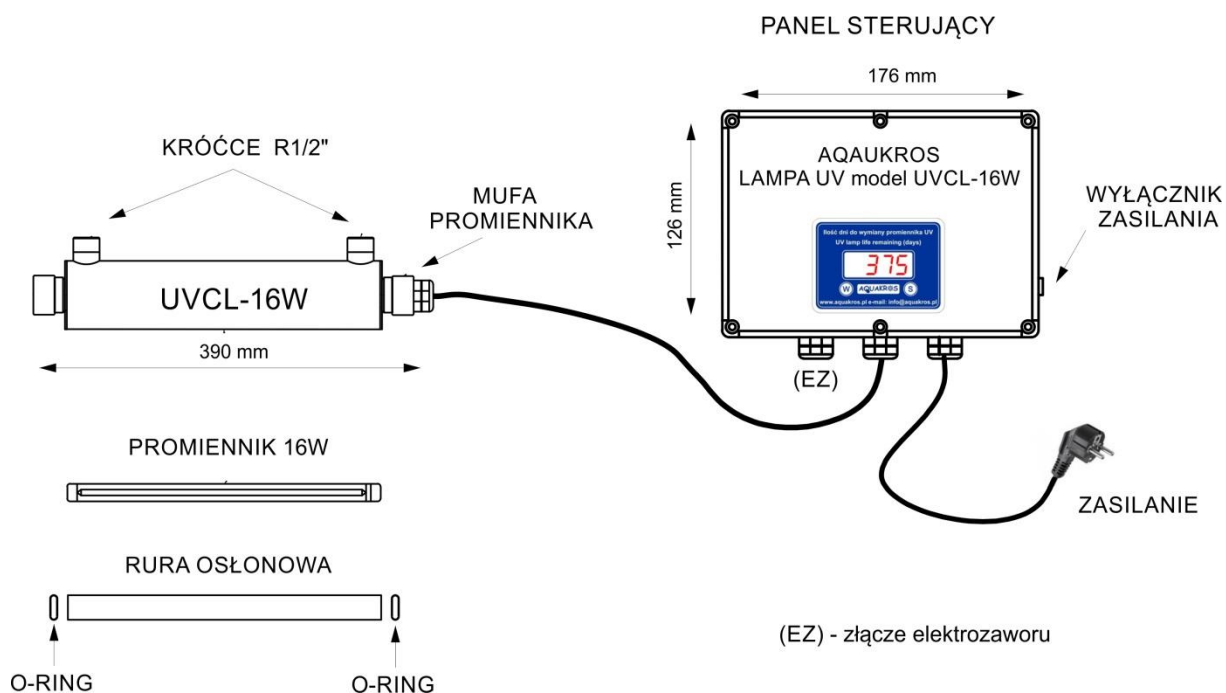 PANEL STERUJĄCY
176 mm
126 mm
AQAUKROS
LAMPA UV model UVCL-16W
Ilość dni do wymiany promiennika UV
UV lamp life remaining (days)
375
W AQUAKROS S
www.aquakros.pl e-mail: info@aquakros.pl
WYŁĄCZNIK
ZASILANIA
(EZ)
ZASILANIE
KRÓĆCE R1/2"
MUFA
PROMIENNIKA
UVCL-16W
390 mm
PROMIENNIK 16W
RURA OSŁONOWA
O-RING
O-RING
(EZ) - złącze elektrozaworu